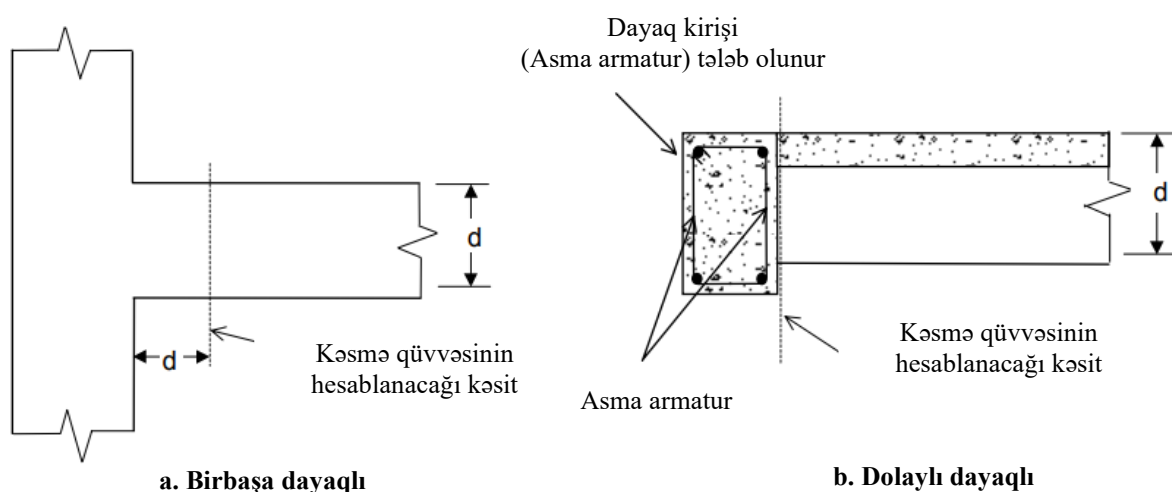 Dayaq kirişi
(Asma armatur) tələb olunur
d
d
d
Kəsmə qüvvəsinin
hesablanacağı kəsit
Kəsmə qüvvəsinin
hesablanacağı kəsit
Asma armatur
a. Birbaşa dayaqlı
b. Dolaylı dayaqlı